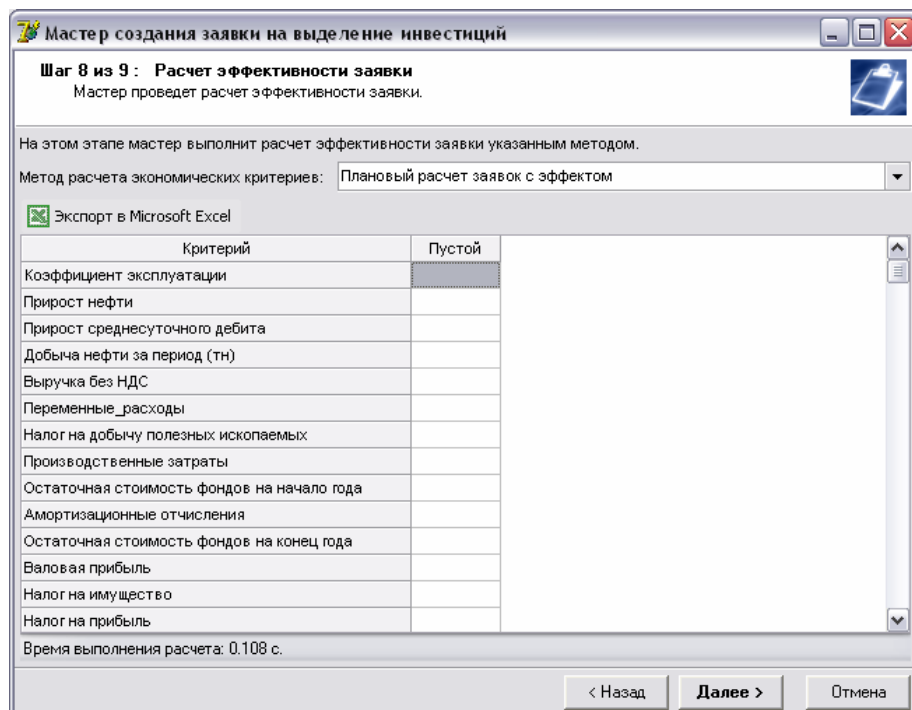 Мастер создания заявки на выделение инвестиций
Шаг 8 из 9 : Расчет эффективности заявки
Мастер проведет расчет эффективности заявки.
На этом этапе мастер выполнит расчет эффективности заявки указанным методом.
Метод расчета экономических критериев: Плановый расчет заявок с эффектом
Экспорт в Microsoft Excel
Критерий Пустой
Коэффициент эксплуатации
Прирост нефти
Прирост среднесуточного дебита
Добыча нефти за период (тн)
Выручка без НДС
Переменные_расходы
Налог на добычу полезных ископаемых
Производственные затраты
Остаточная стоимость фондов на начало года
Амортизационные отчисления
Остаточная стоимость фондов на конец года
Валовая прибыль
Налог на имущество
Налог на прибыль
Время выполнения расчета: 0.108 с.
< Назад Далее > Отмена